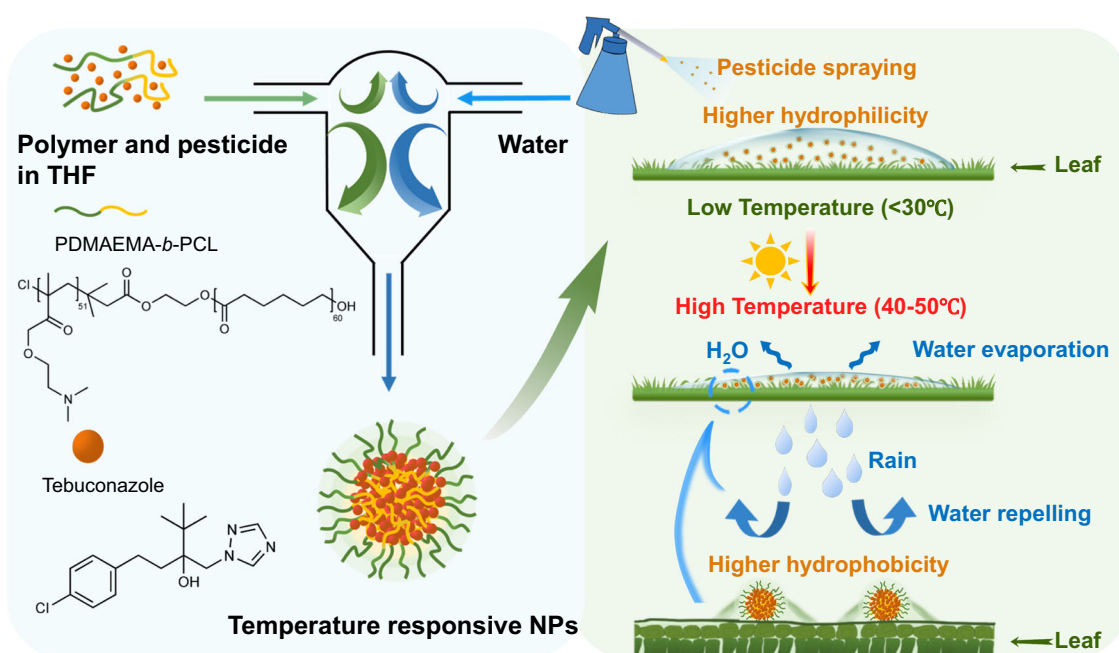 Polymer and pesticide
in THF
Water
PDMAEMA-b-PCL
Cl
51
O
O
O
O
O
OH
60
O
O
N
Tebuconazole
N
N
N
OH
Cl
Temperature responsive NPs
Pesticide spraying
Higher hydrophilicity
Leaf
Low Temperature (<30℃)
High Temperature (40-50℃)
H2O
Water evaporation
Rain
Water repelling
Higher hydrophobicity
Leaf